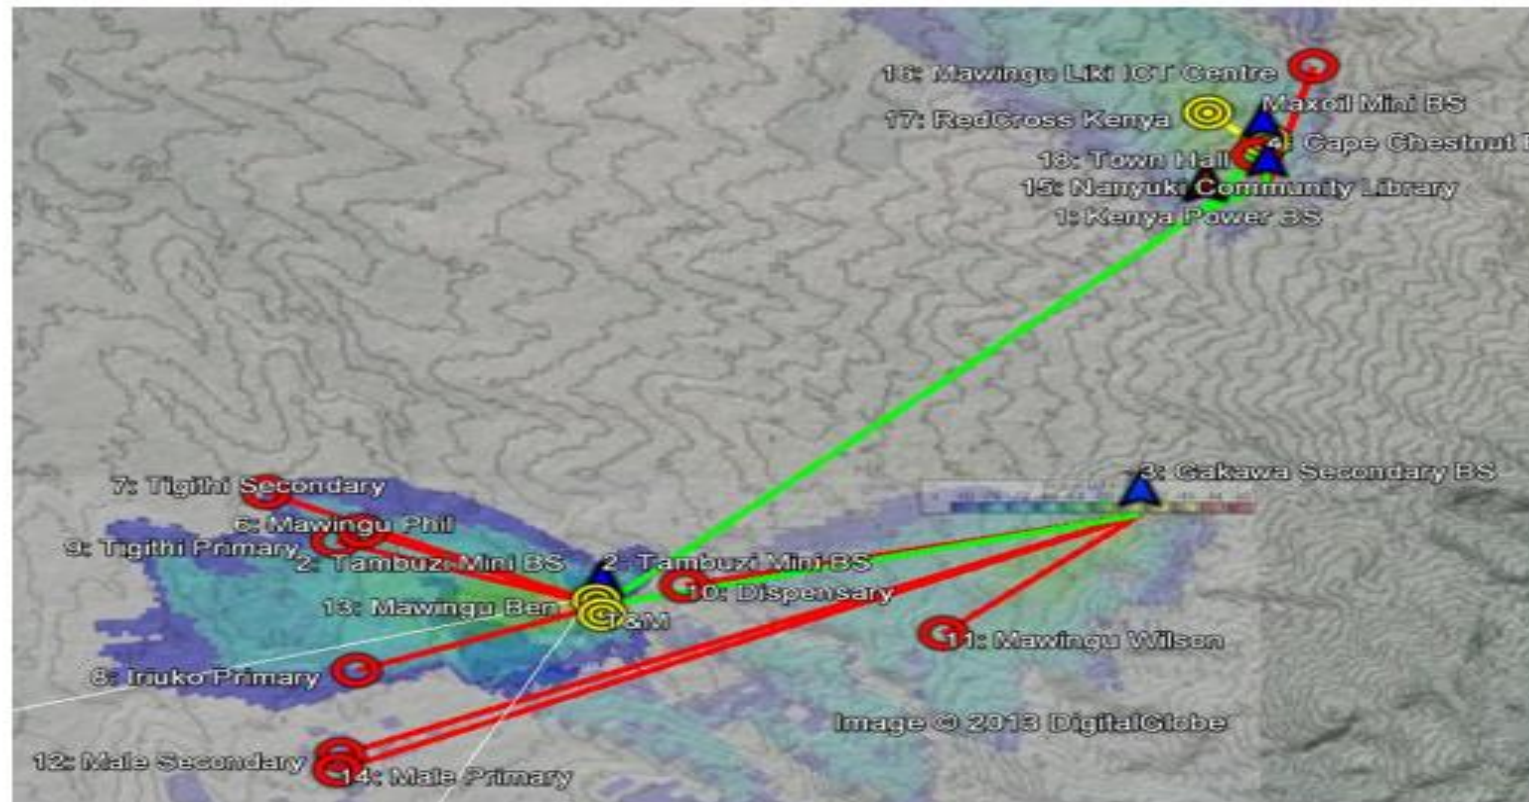 16: Mawingu Liki ICT Centre
Maxoil Mini BS
17: RedCross Kenya
4: Cape Chestnut
18: Town Hall
15: Nanyuki Community Library
1: Kenya Power BS
3: Gakawa Secondary BS
7: Tigithi Secondary
6: Mawingu Phil
9: Tigithi Primary
2: Tambuzi Mini BS
2: Tambuzi Mini BS
10: Dispensary
13: Mawingu Ben
T&M
11: Mawingu Wilson
8: Iriuko Primary
Image © 2013 DigitalGlobe
12: Male Secondary
14: Male Primary